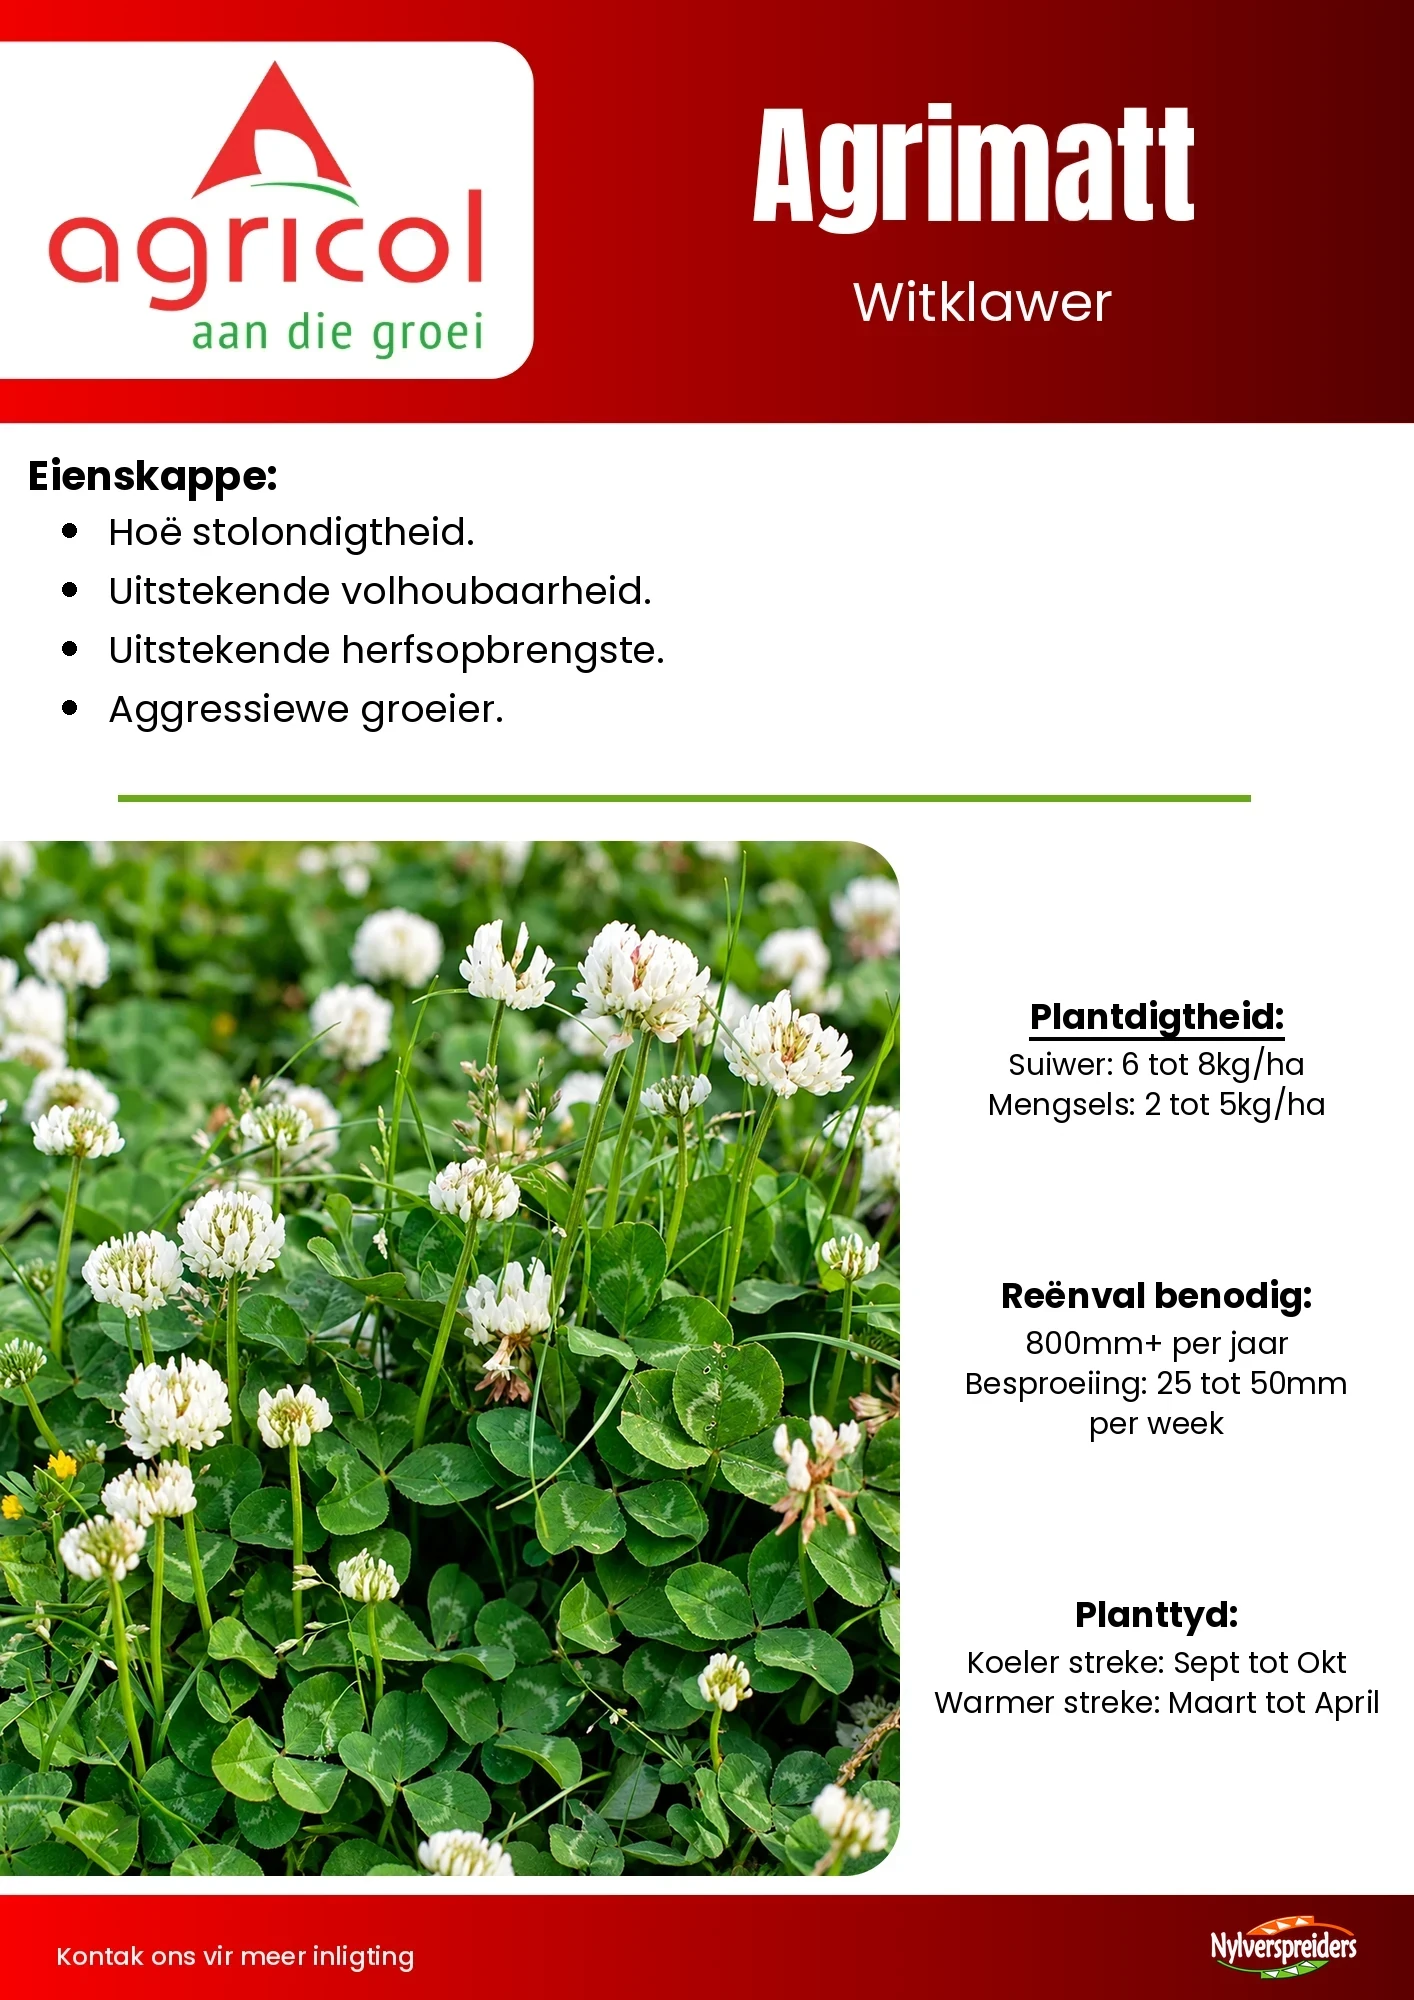 agricol
aan die groei
Agrimatt
Witklawer
Eienskappe:
• Hoë stolondigtheid.
• Uitstekende volhoubaarheid.
• Uitstekende herfsopbrengste.
• Aggressiewe groeier.
Plantdigtheid:
Suiwer: 6 tot 8kg/ha
Mengsels: 2 tot 5kg/ha
Reënval benodig:
800mm+ per jaar
Besproeiing: 25 tot 50mm
per week
Planttyd:
Koeler streke: Sept tot Okt
Warmer streke: Maart tot April
Kontak ons vir meer inligting
Nylverspreiders